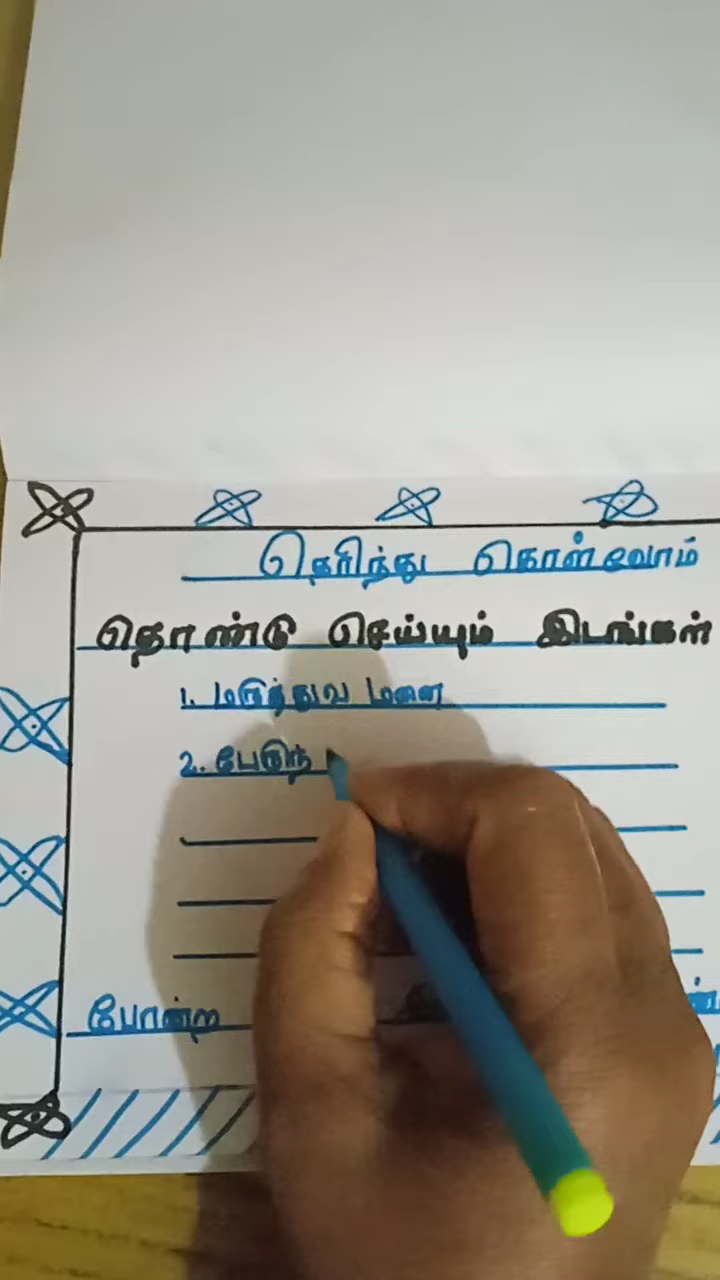 தெரிந்து கொள்வோம்
தொண்டு செய்யும் இடங்கள்
1. மருத்துவ மனை
2. பேருந்
போன்ற